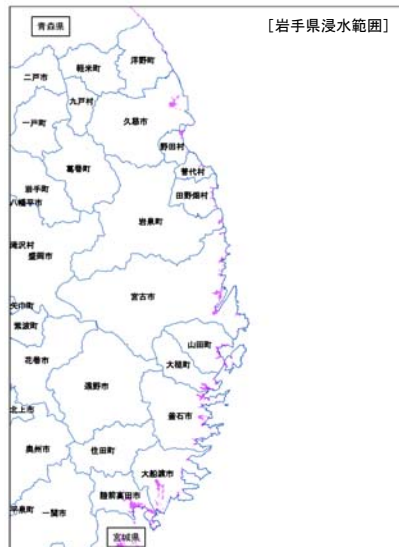 [岩手県浸水範囲]
青森県
洋野町
軽米町
二戸市
九戸村
久慈市
一戸町
野田村
葛巻町
普代村
岩手町
田野畑村
八幡平市
岩泉町
滝沢村
盛岡市
宮古市
矢巾町
紫波町
山田町
花巻市
大槌町
遠野市
北上市
釜石市
奥州市
住田町
大船渡市
陸前高田市
平泉町
一関市
宮城県